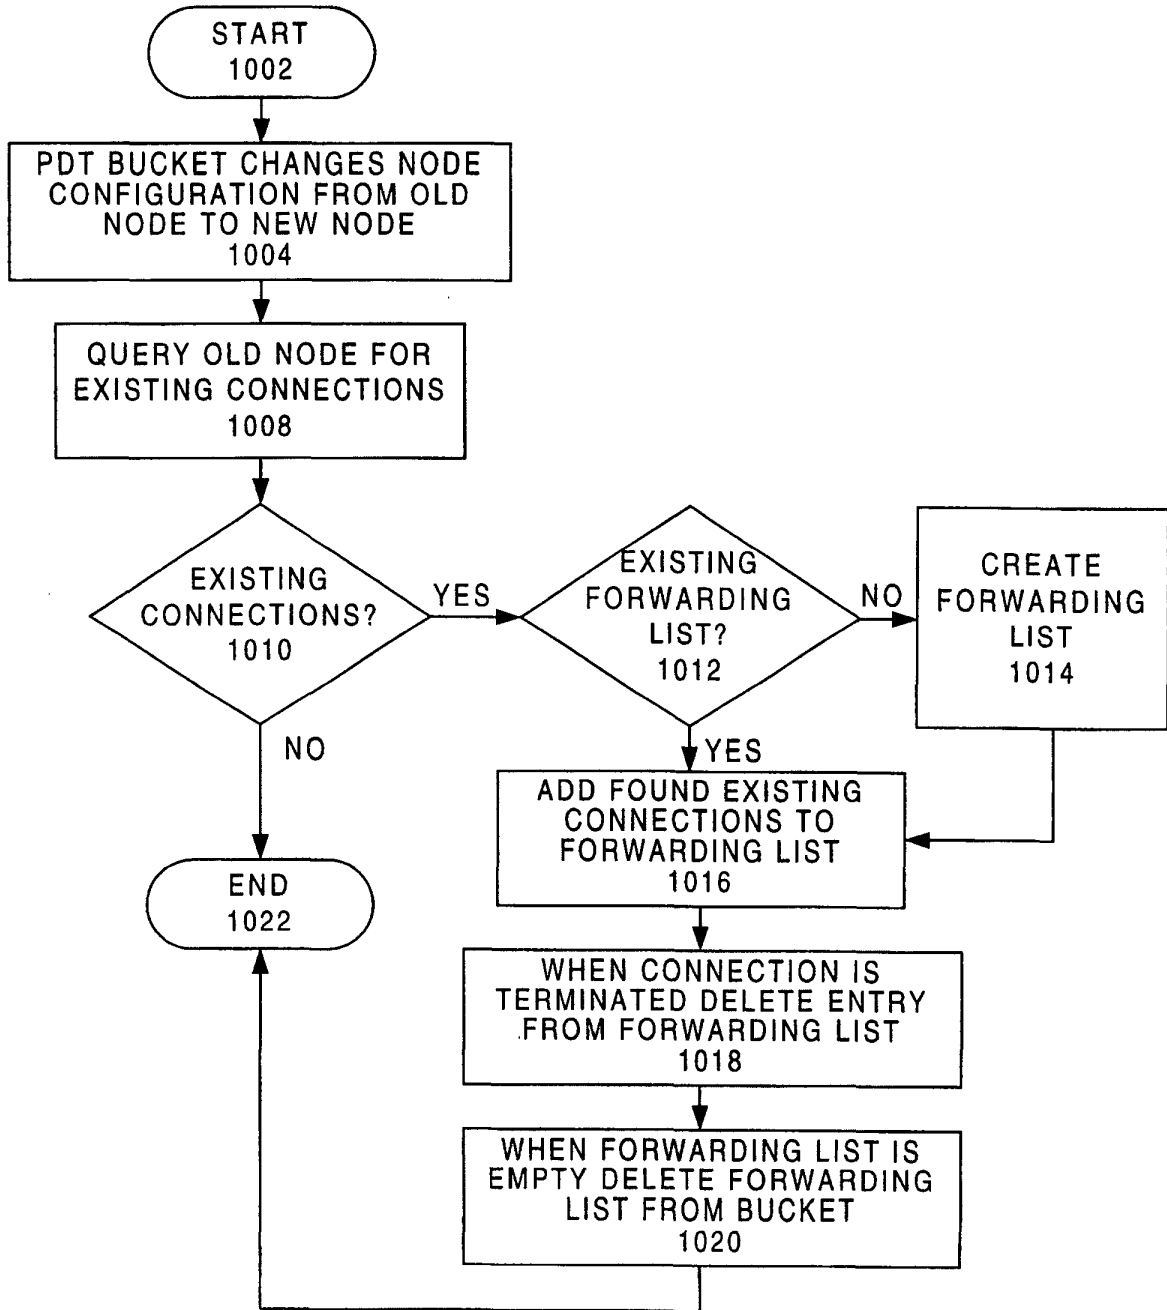 START
1002
PDT BUCKET CHANGES NODE
CONFIGURATION FROM OLD
NODE TO NEW NODE
1004
QUERY OLD NODE FOR
EXISTING CONNECTIONS
1008
EXISTING
CONNECTIONS?
1010
YES
NO
EXISTING
FORWARDING
LIST?
1012
NO
YES
CREATE
FORWARDING
LIST
1014
ADD FOUND EXISTING
CONNECTIONS TO
FORWARDING LIST
1016
WHEN CONNECTION IS
TERMINATED DELETE ENTRY
FROM FORWARDING LIST
1018
WHEN FORWARDING LIST IS
EMPTY DELETE FORWARDING
LIST FROM BUCKET
1020
END
1022